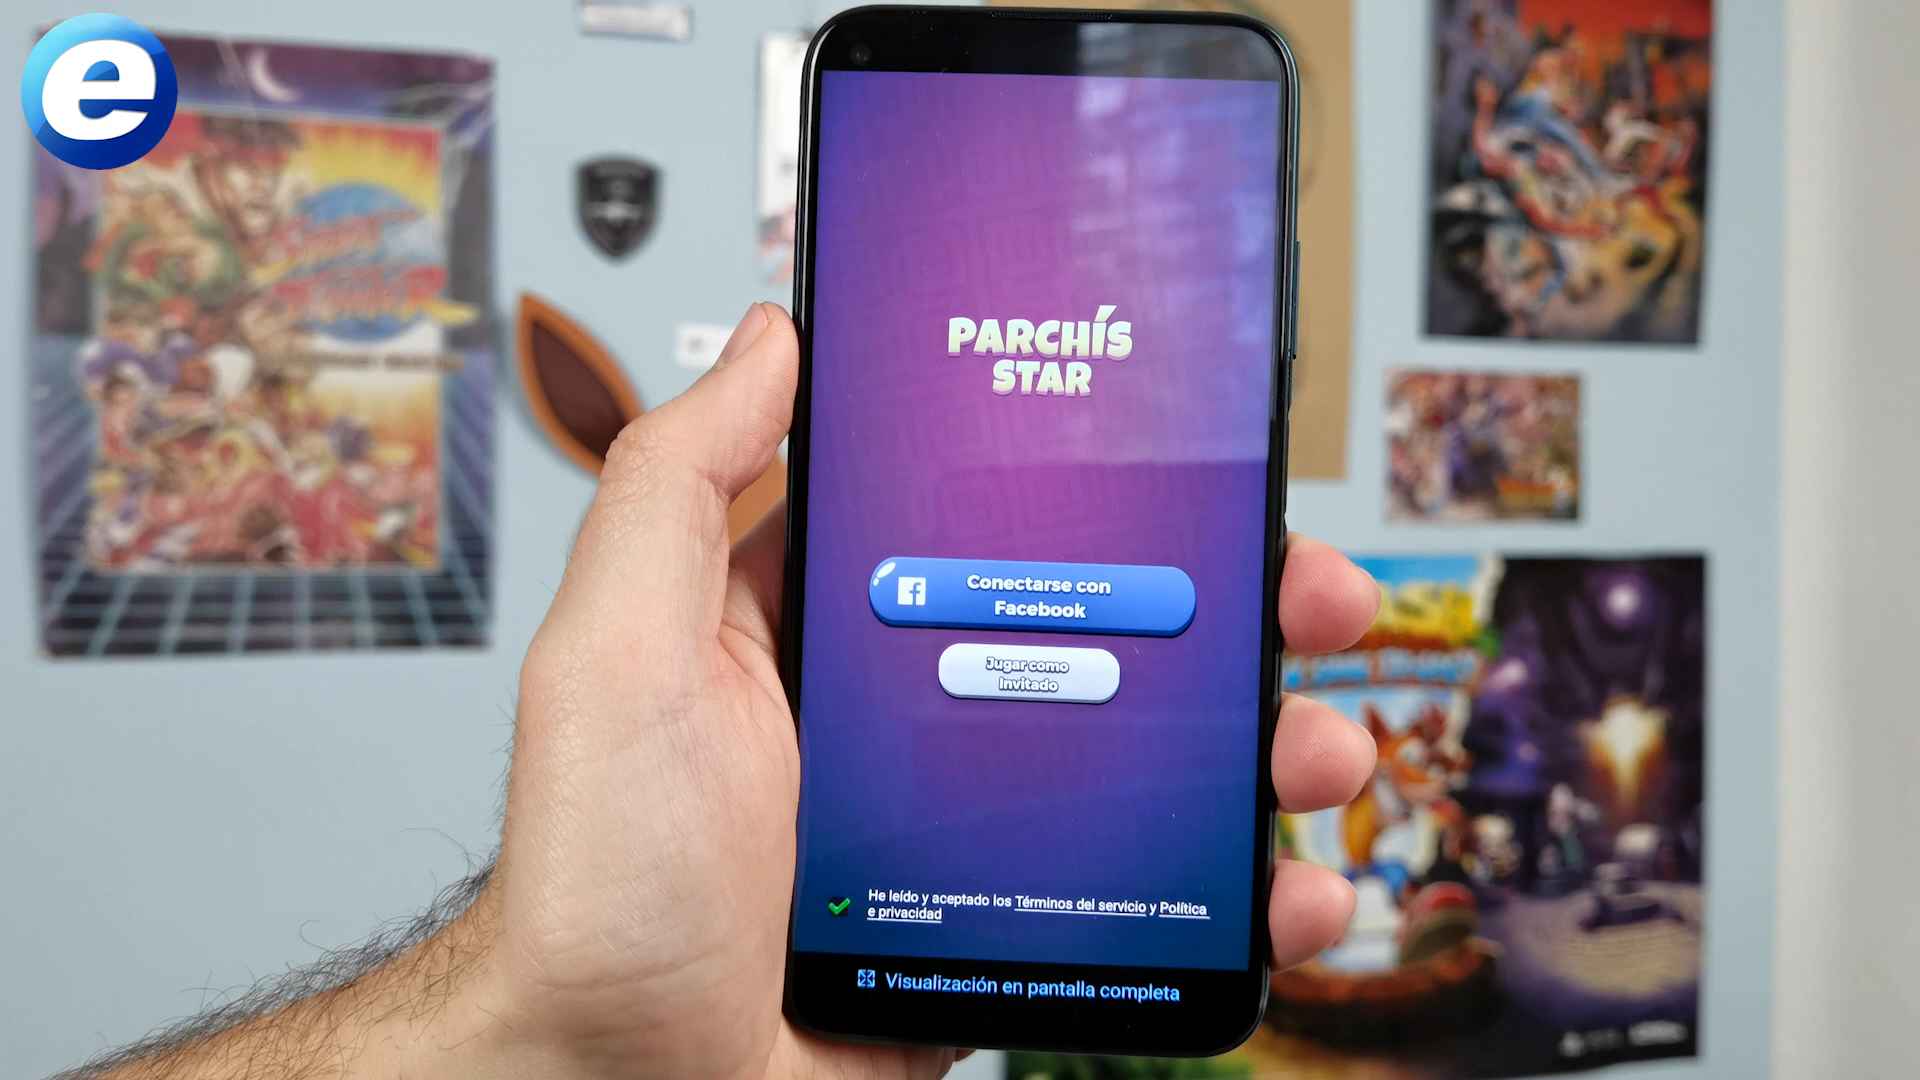 e
PARCHÍS
STAR
Conectarse con
Facebook
Jugar como
Invitado
He leído y aceptado los Términos del servicio y Política
e privacidad
Visualización en pantalla completa